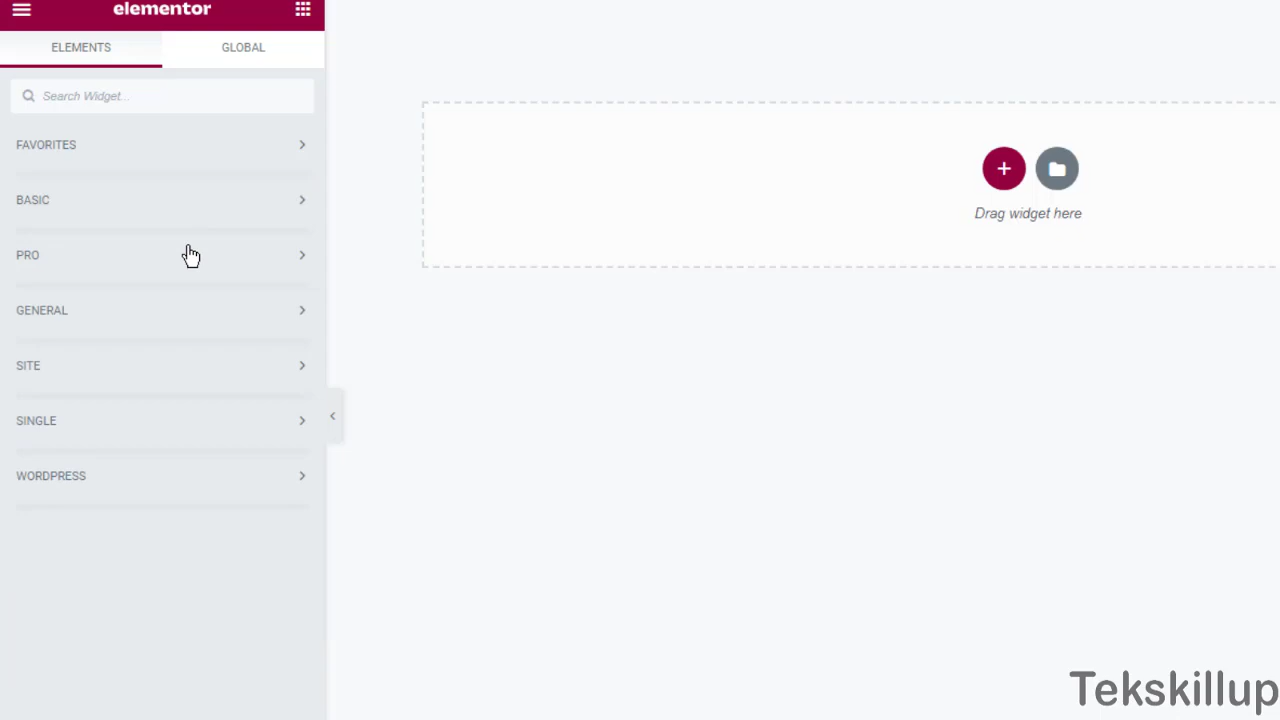 elementor
ELEMENTS
GLOBAL
Search Widget...
FAVORITES
BASIC
PRO
GENERAL
SITE
SINGLE
WORDPRESS
Drag widget here
Tekskillup